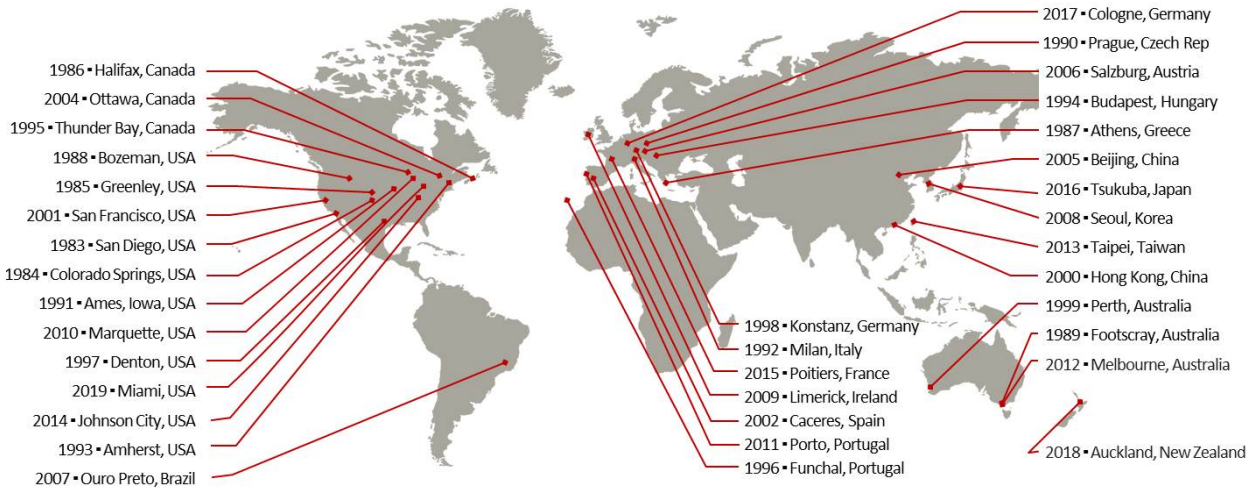 1986 ▪ Halifax, Canada
2004 ▪ Ottawa, Canada
1995 ▪ Thunder Bay, Canada
1988 ▪ Bozeman, USA
1985 ▪ Greenley, USA
2001 ▪ San Francisco, USA
1983 ▪ San Diego, USA
1984 ▪ Colorado Springs, USA
1991 ▪ Ames, Iowa, USA
2010 ▪ Marquette, USA
1997 ▪ Denton, USA
2019 ▪ Miami, USA
2014 ▪ Johnson City, USA
1993 ▪ Amherst, USA
2007 ▪ Ouro Preto, Brazil
1998 ▪ Konstanz, Germany
1992 ▪ Milan, Italy
2015 ▪ Poitiers, France
2009 ▪ Limerick, Ireland
2002 ▪ Caceres, Spain
2011 ▪ Porto, Portugal
1996 ▪ Funchal, Portugal
2017 ▪ Cologne, Germany
1990 ▪ Prague, Czech Rep
2006 ▪ Salzburg, Austria
1994 ▪ Budapest, Hungary
1987 ▪ Athens, Greece
2005 ▪ Beijing, China
2016 ▪ Tsukuba, Japan
2008 ▪ Seoul, Korea
2013 ▪ Taipei, Taiwan
2000 ▪ Hong Kong, China
1999 ▪ Perth, Australia
1989 ▪ Footscray, Australia
2012 ▪ Melbourne, Australia
2018 ▪ Auckland, New Zealand